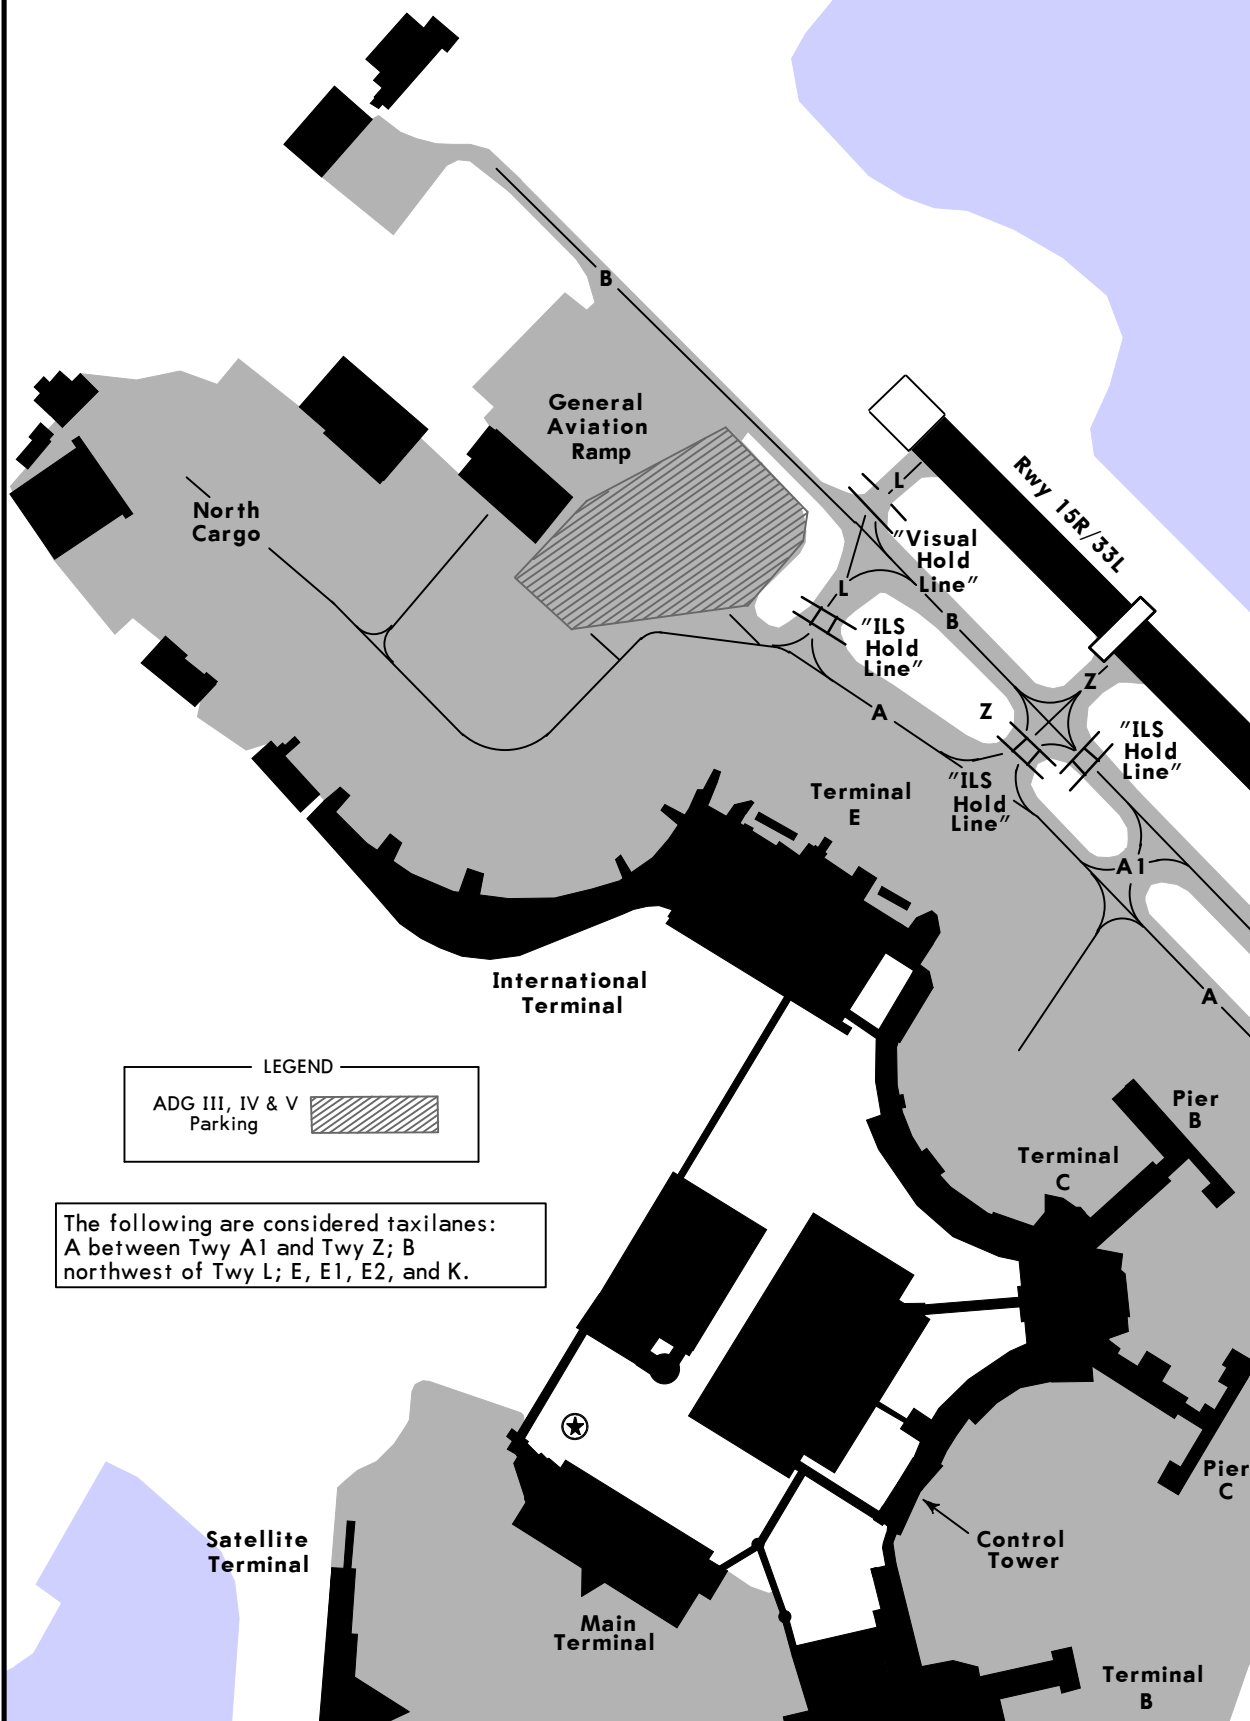 B
General
Aviation
Ramp
North
Cargo
L
Rwy 15R/33L
"Visual
Hold
Line"
L
B
"ILS
Hold
Line"
Z
A
Z
"ILS
Hold
Line"
"ILS
Hold
Line"
Terminal
E
A1
A
International
Terminal
LEGEND
ADG III, IV & V
Parking
Pier
B
Terminal
C
The following are considered taxilanes:
A between Twy A1 and Twy Z; B
northwest of Twy L; E, E1, E2, and K.
Pier
C
Satellite
Terminal
Control
Tower
Main
Terminal
Terminal
B